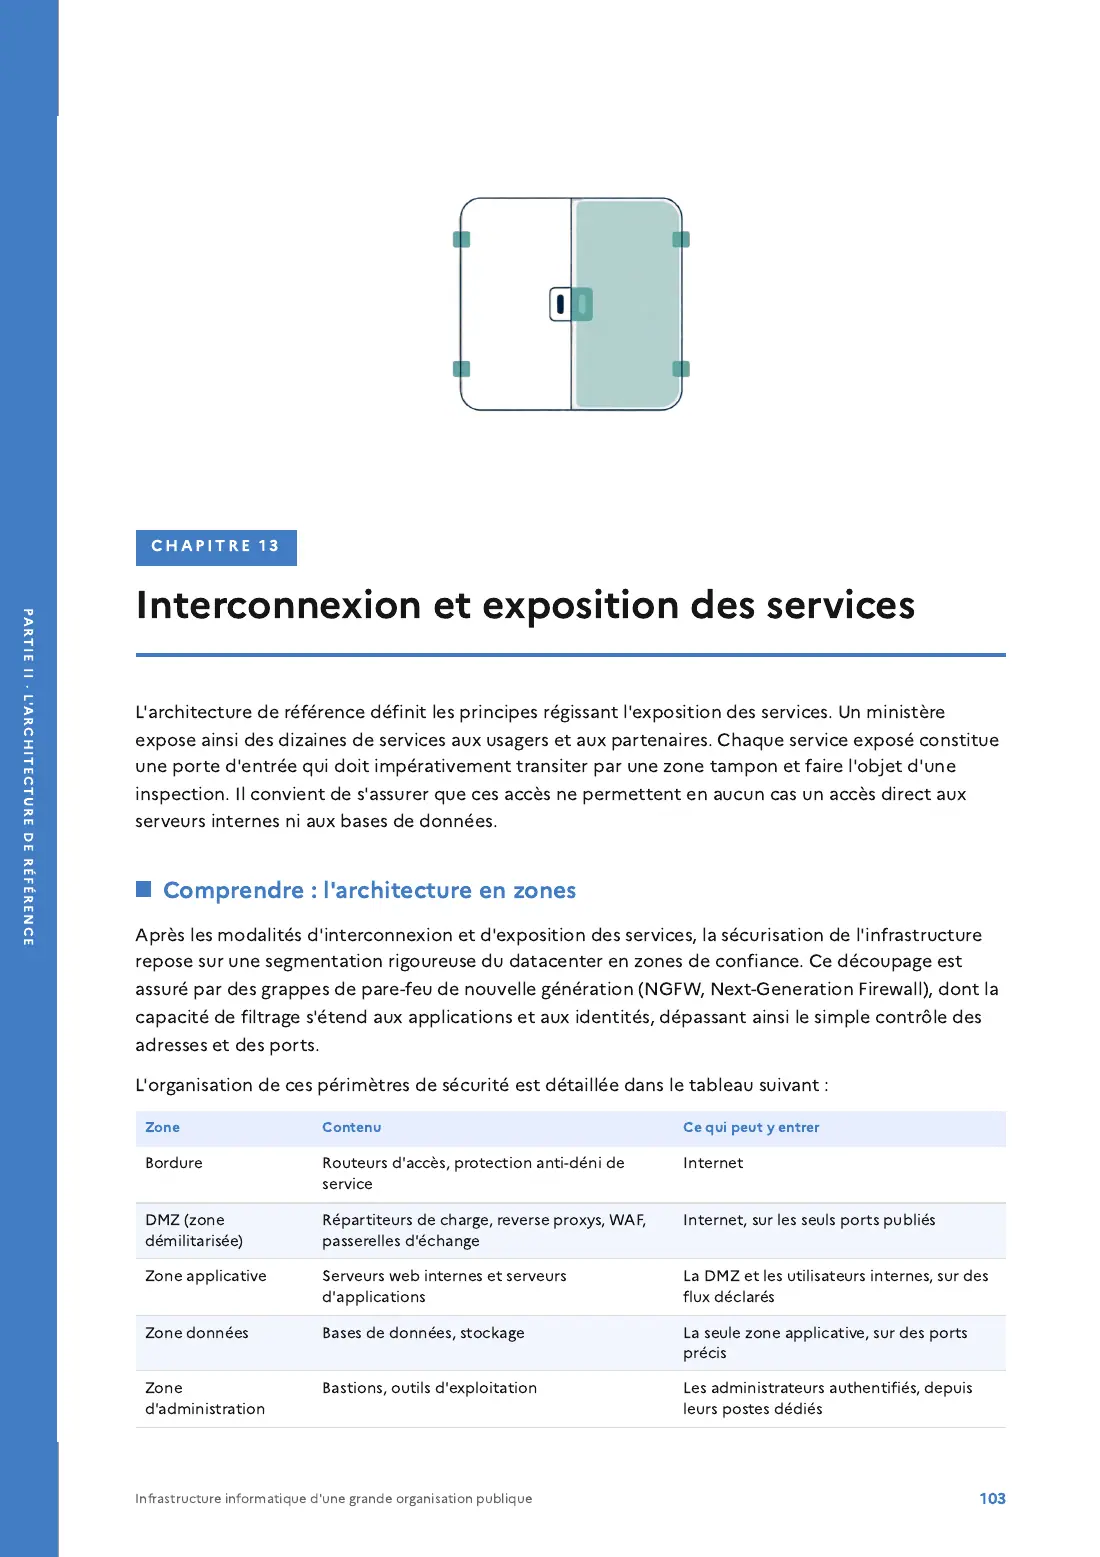 PARTIE II · L'ARCHITECTURE DE RÉFÉRENCE
CHAPITRE 13
Interconnexion et exposition des services
L'architecture de référence définit les principes régissant l'exposition des services. Un ministère
expose ainsi des dizaines de services aux usagers et aux partenaires. Chaque service exposé constitue
une porte d'entrée qui doit impérativement transiter par une zone tampon et faire l'objet d'une
inspection. Il convient de s'assurer que ces accès ne permettent en aucun cas un accès direct aux
serveurs internes ni aux bases de données.
Comprendre : l'architecture en zones
Après les modalités d'interconnexion et d'exposition des services, la sécurisation de l'infrastructure
repose sur une segmentation rigoureuse du datacenter en zones de confiance. Ce découpage est
assuré par des grappes de pare-feu de nouvelle génération (NGFW, Next-Generation Firewall), dont la
capacité de filtrage s'étend aux applications et aux identités, dépassant ainsi le simple contrôle des
adresses et des ports.
L'organisation de ces périmètres de sécurité est détaillée dans le tableau suivant :
Zone Contenu Ce qui peut y entrer
Bordure Routeurs d'accès, protection anti-déni de Internet
service
DMZ (zone Répartiteurs de charge, reverse proxys, WAF, Internet, sur les seuls ports publiés
démilitarisée) passerelles d'échange
Zone applicative Serveurs web internes et serveurs La DMZ et les utilisateurs internes, sur des
d'applications flux déclarés
Zone données Bases de données, stockage La seule zone applicative, sur des ports
précis
Zone Bastions, outils d'exploitation Les administrateurs authentifiés, depuis
d'administration leurs postes dédiés
Infrastructure informatique d'une grande organisation publique 103